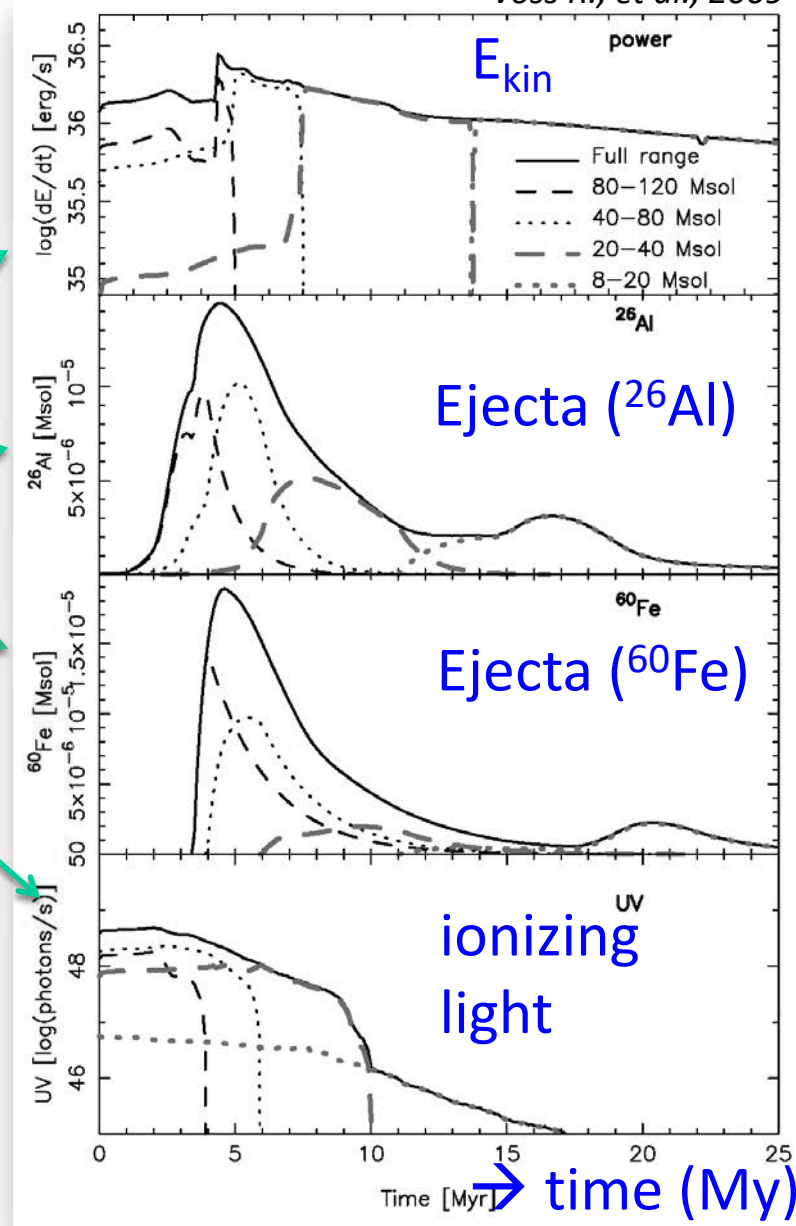 Voss R., et al., 2009
power
E_kin
log(dE/dt) [erg/s]
36.5
36
35.5
35
Full range
80−120 Msol
40−80 Msol
20−40 Msol
8−20 Msol
²⁶Al
Ejecta (²⁶Al)
²⁶Al [Msol]
10⁻⁵
5×10⁻⁶
⁶⁰Fe
Ejecta (⁶⁰Fe)
⁶⁰Fe [Msol]
1.5×10⁻⁵
10⁻⁵
5×10⁻⁶
50
UV
ionizing
light
UV [log(photons/s)]
48
46
0 5 10 15 20 25
Time [Myr]
→ time (My)